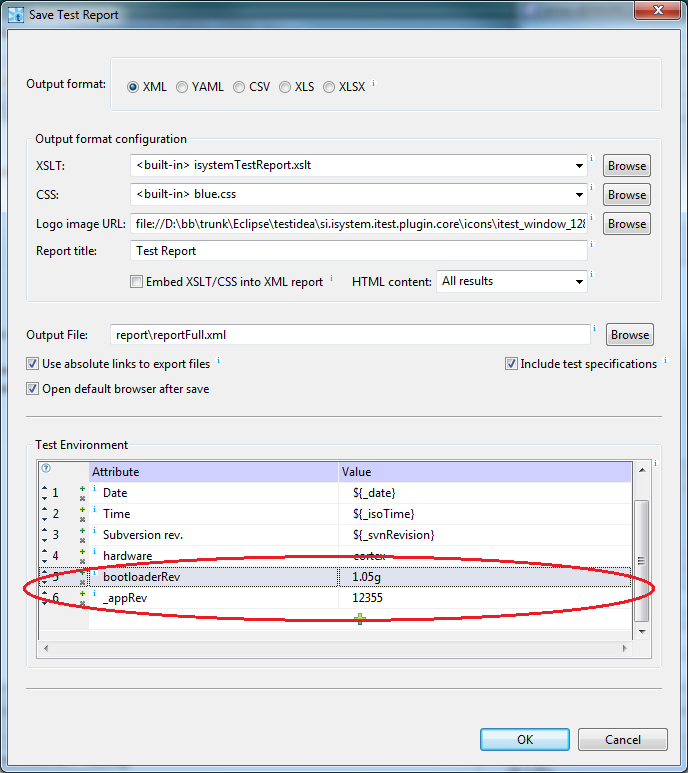 Save Test Report
Output format: XML YAML CSV XLS XLSX
Output format configuration
XSLT: <built-in> isystemTestReport.xslt Browse
CSS: <built-in> blue.css Browse
Logo image URL: file://D:\bb\trunk\Eclipse\testidea\si.isystem.itest.plugin.core\icons\itest_window_128 Browse
Report title: Test Report
Embed XSLT/CSS into XML report HTML content: All results
Output File: report\reportFull.xml Browse
Use absolute links to export files Include test specifications
Open default browser after save
Test Environment
Attribute Value
1 Date ${_date}
2 Time ${_isoTime}
3 Subversion rev. ${_svnRevision}
4 hardware cortex
5 bootloaderRev 1.05g
6 _appRev 12355
OK Cancel